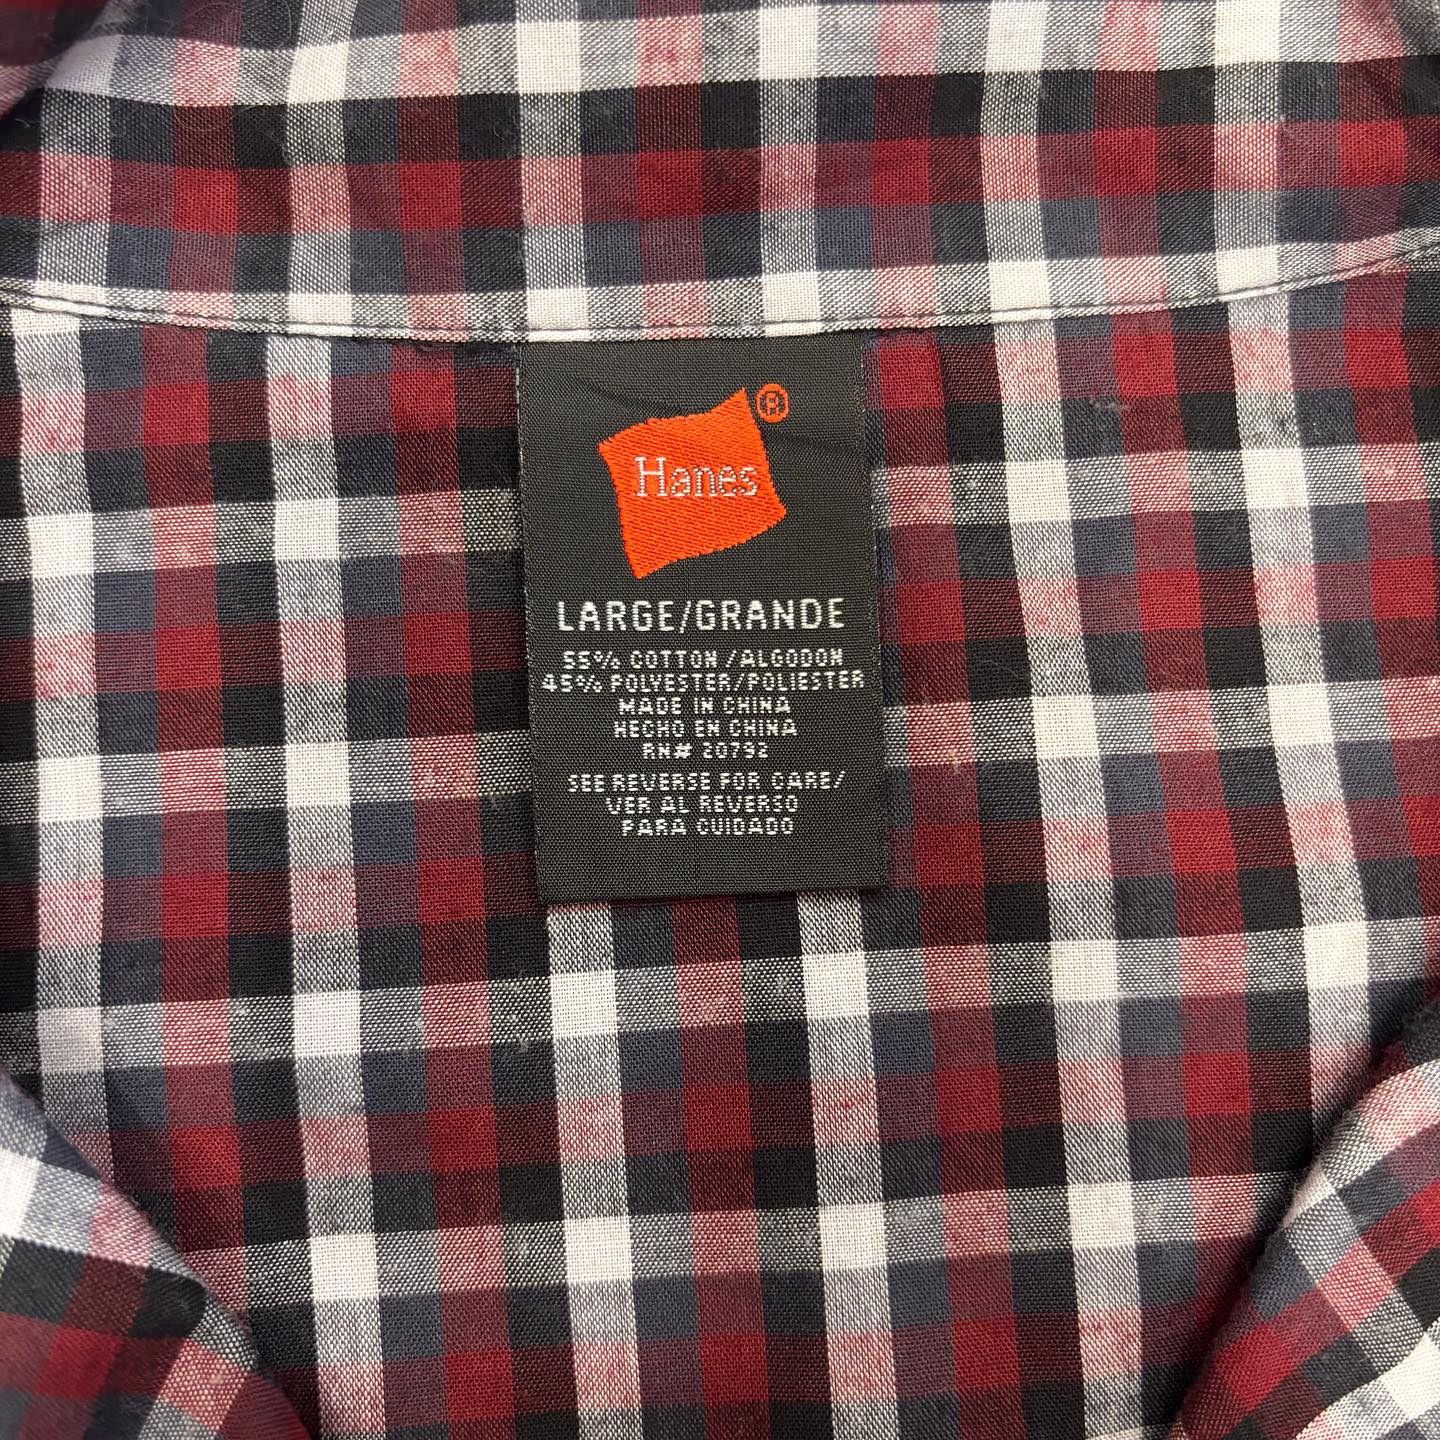 Hanes®
LARGE/GRANDE
55% COTTON /ALGODON
45% POLYESTER/POLIESTER
MADE IN CHINA
HECHO EN CHINA
RN# 20792
SEE REVERSE FOR CARE/
VER AL REVERSO
PARA CUIDADO